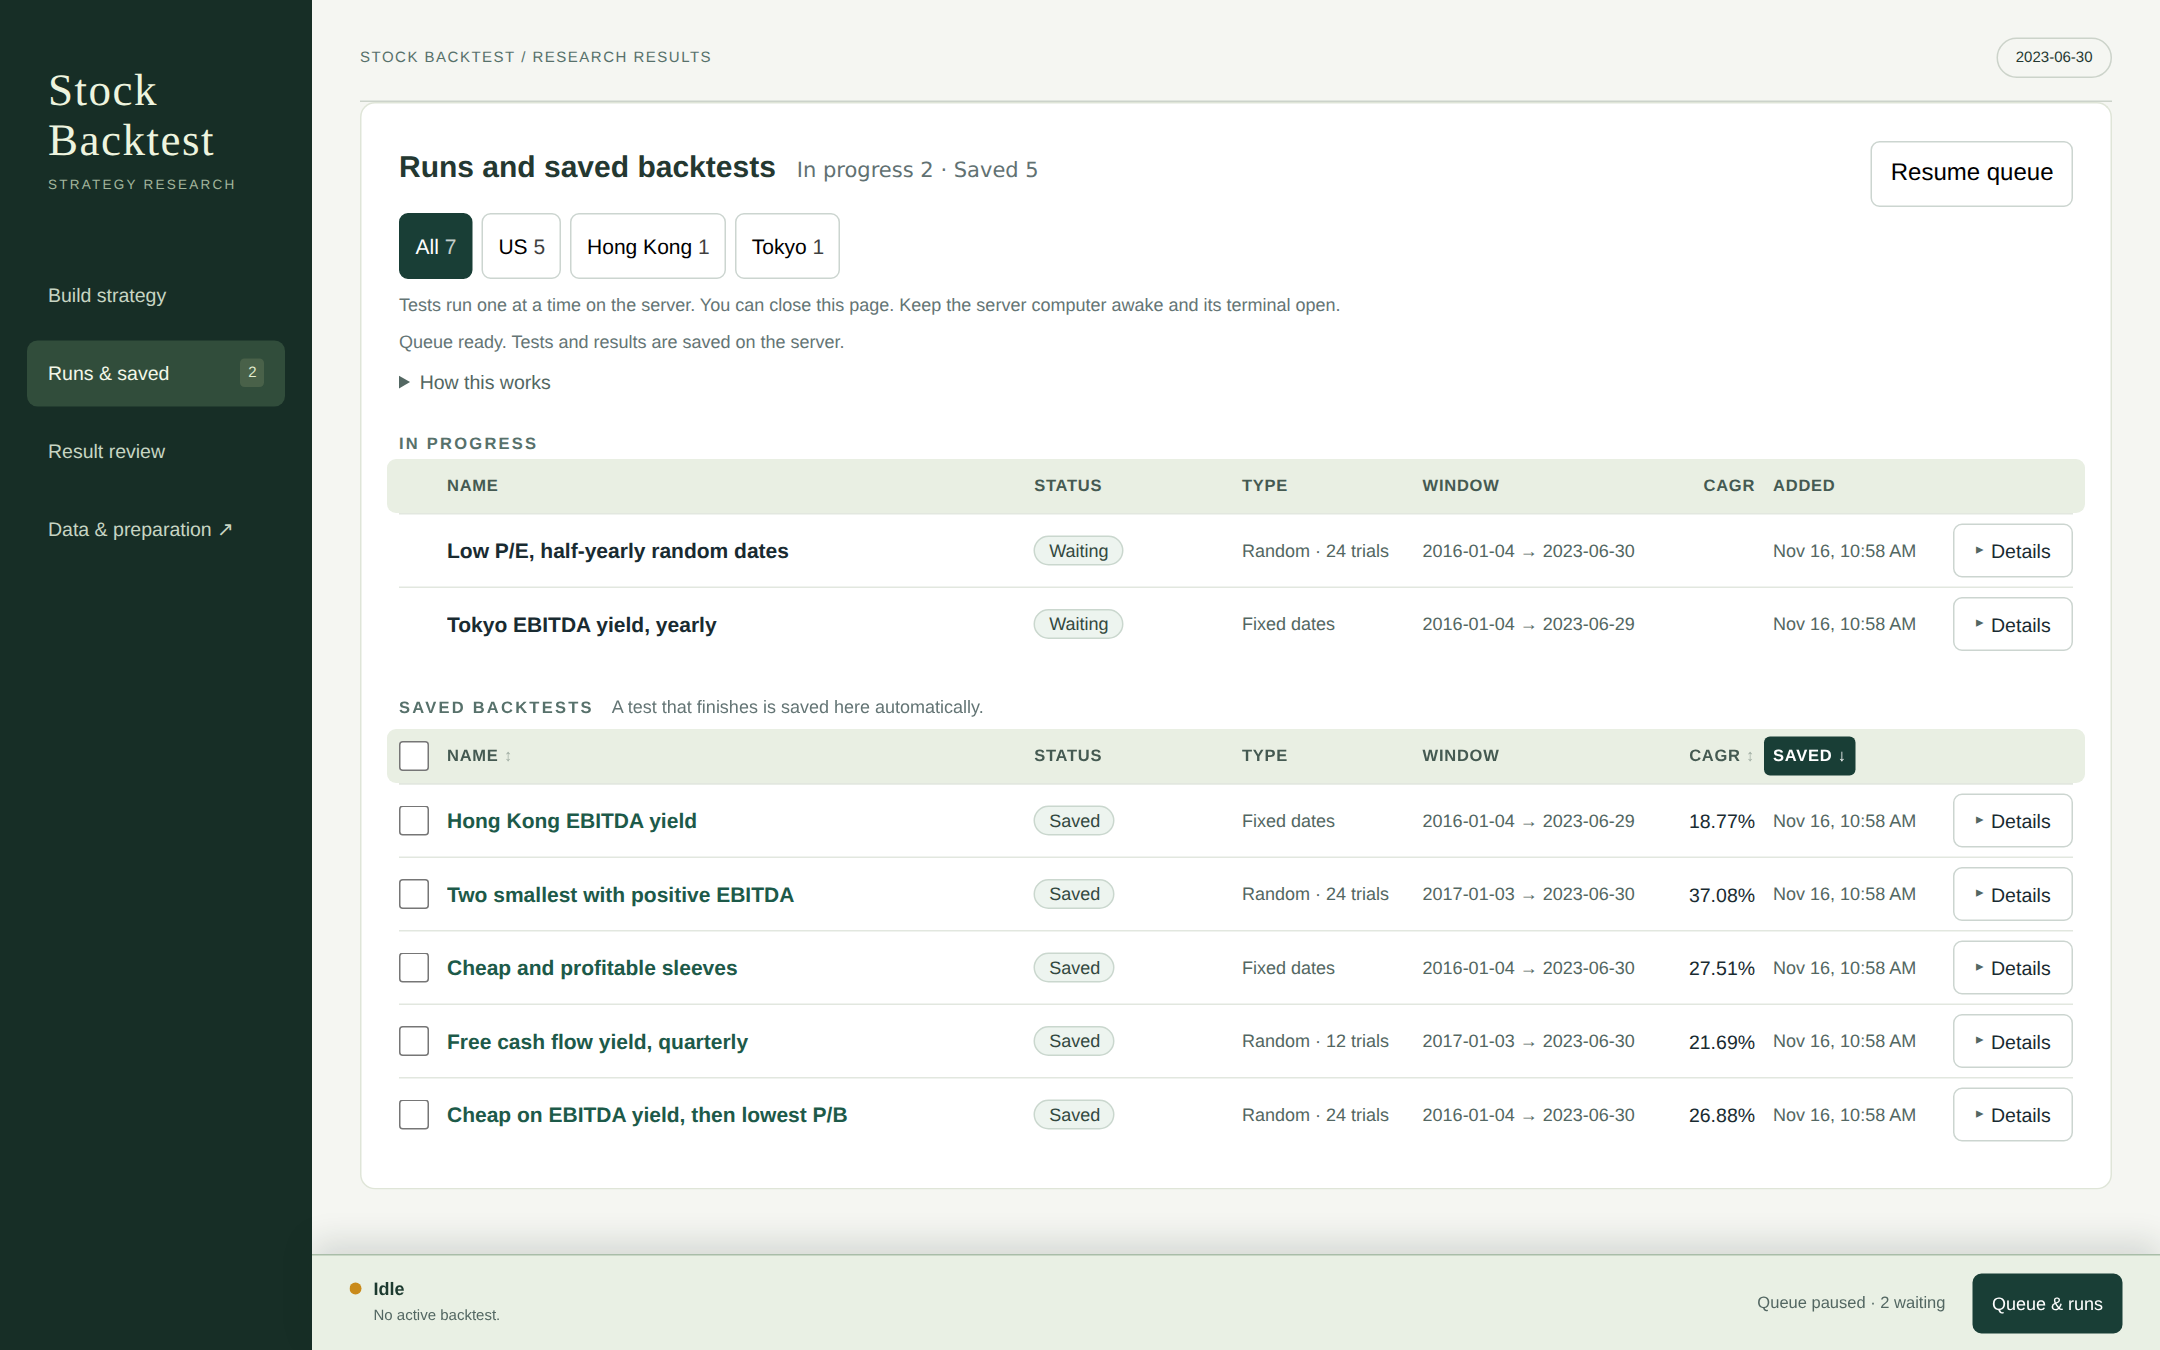 Stock
Backtest
STRATEGY RESEARCH
Build strategy
Runs & saved 2
Result review
Data & preparation ↗
STOCK BACKTEST / RESEARCH RESULTS
2023-06-30
Runs and saved backtests In progress 2 · Saved 5
Resume queue
All 7 US 5 Hong Kong 1 Tokyo 1
Tests run one at a time on the server. You can close this page. Keep the server computer awake and its terminal open.
Queue ready. Tests and results are saved on the server.
▶ How this works
IN PROGRESS
NAME STATUS TYPE WINDOW CAGR ADDED
Low P/E, half-yearly random dates Waiting Random · 24 trials 2016-01-04 → 2023-06-30 Nov 16, 10:58 AM ▸ Details
Tokyo EBITDA yield, yearly Waiting Fixed dates 2016-01-04 → 2023-06-29 Nov 16, 10:58 AM ▸ Details
SAVED BACKTESTS A test that finishes is saved here automatically.
NAME ↕ STATUS TYPE WINDOW CAGR ↕ SAVED ↓
Hong Kong EBITDA yield Saved Fixed dates 2016-01-04 → 2023-06-29 18.77% Nov 16, 10:58 AM ▸ Details
Two smallest with positive EBITDA Saved Random · 24 trials 2017-01-03 → 2023-06-30 37.08% Nov 16, 10:58 AM ▸ Details
Cheap and profitable sleeves Saved Fixed dates 2016-01-04 → 2023-06-30 27.51% Nov 16, 10:58 AM ▸ Details
Free cash flow yield, quarterly Saved Random · 12 trials 2017-01-03 → 2023-06-30 21.69% Nov 16, 10:58 AM ▸ Details
Cheap on EBITDA yield, then lowest P/B Saved Random · 24 trials 2016-01-04 → 2023-06-30 26.88% Nov 16, 10:58 AM ▸ Details
Idle
No active backtest.
Queue paused · 2 waiting
Queue & runs